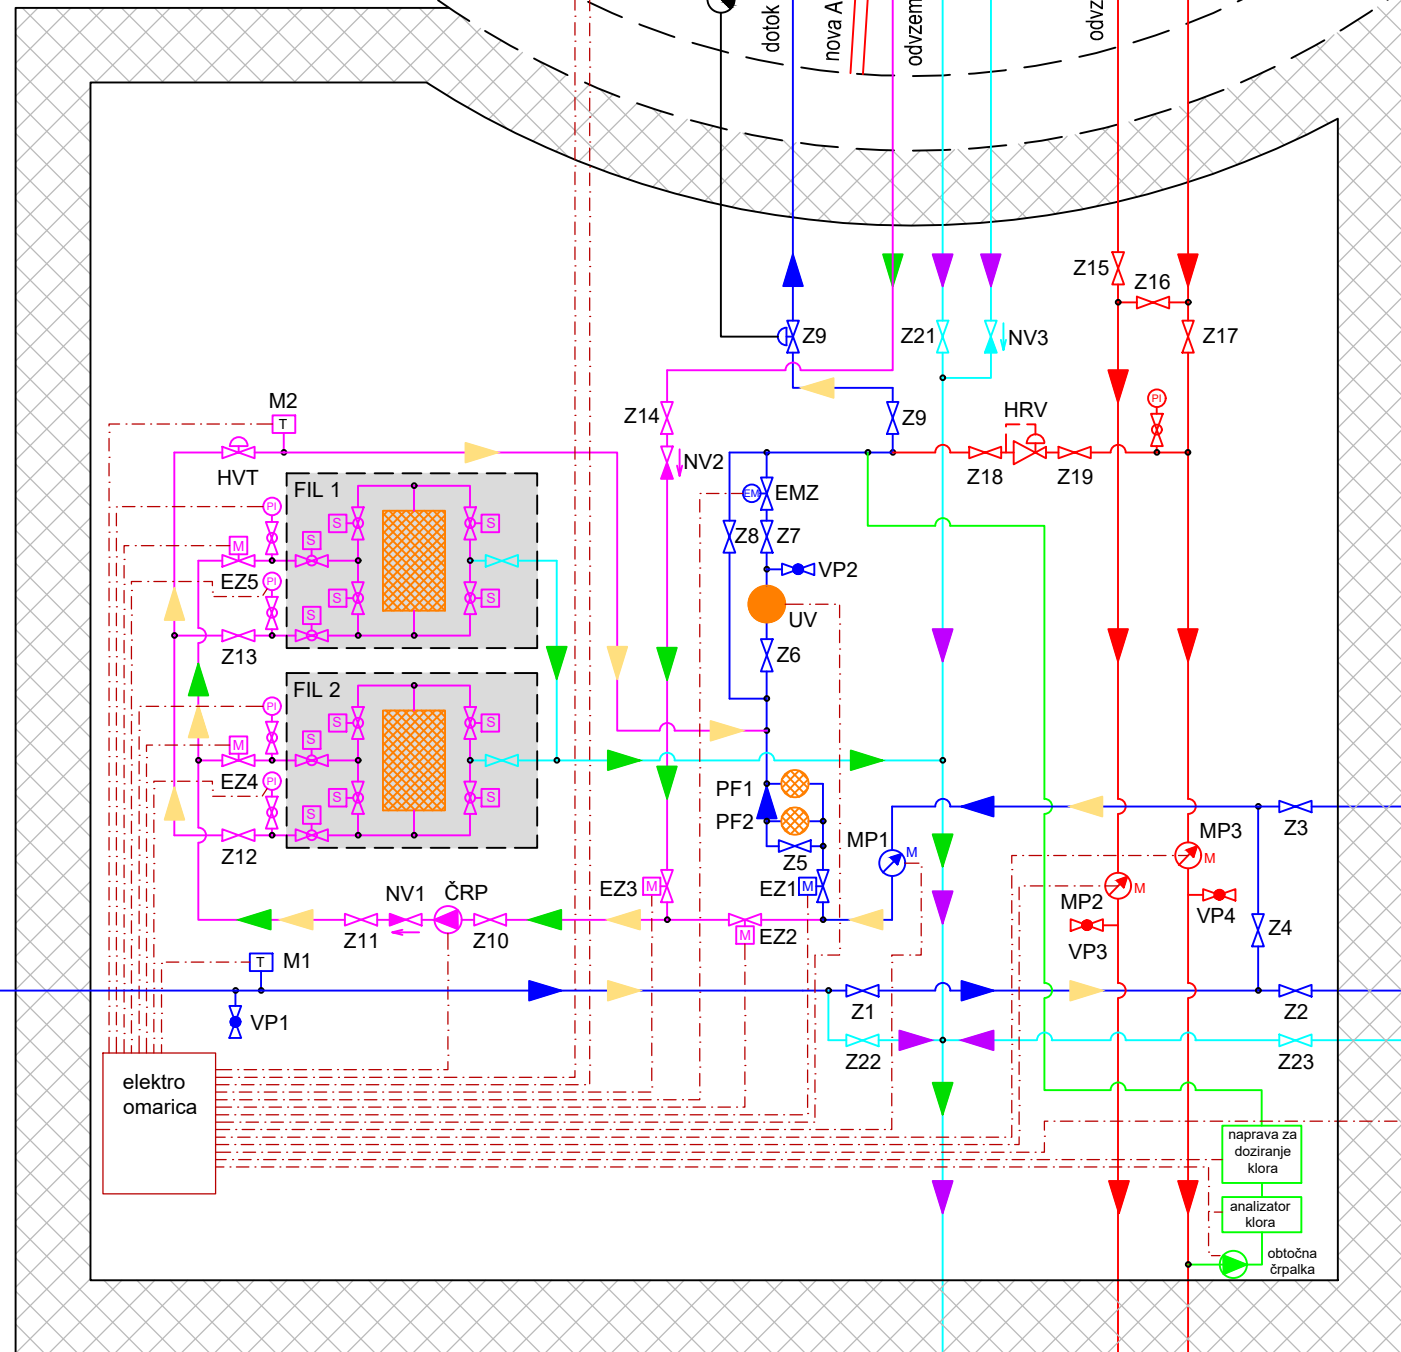 dotok
nova A
odvzem
odvz
Z15
Z16
Z9
Z21
NV3
Z17
M2
T
Z14
Z9
HRV
PI
HVT
NV2
Z18
Z19
FIL 1
PI
S
S
EM
EMZ
M
S
Z8
Z7
EZ5
PI
VP2
S
S
S
UV
Z13
Z6
FIL 2
PI
S
S
M
S
EZ4
PI
PF1
S
S
S
PF2
Z3
Z12
Z5
MP1
M
MP3
M
NV1
ČRP
EZ3
M
EZ1
M
MP2
M
VP4
Z11
Z10
EZ2
M
VP3
Z4
T
M1
Z1
Z2
VP1
Z22
Z23
elektro
omarica
naprava za
doziranje
klora
analizator
klora
obtočna
črpalka